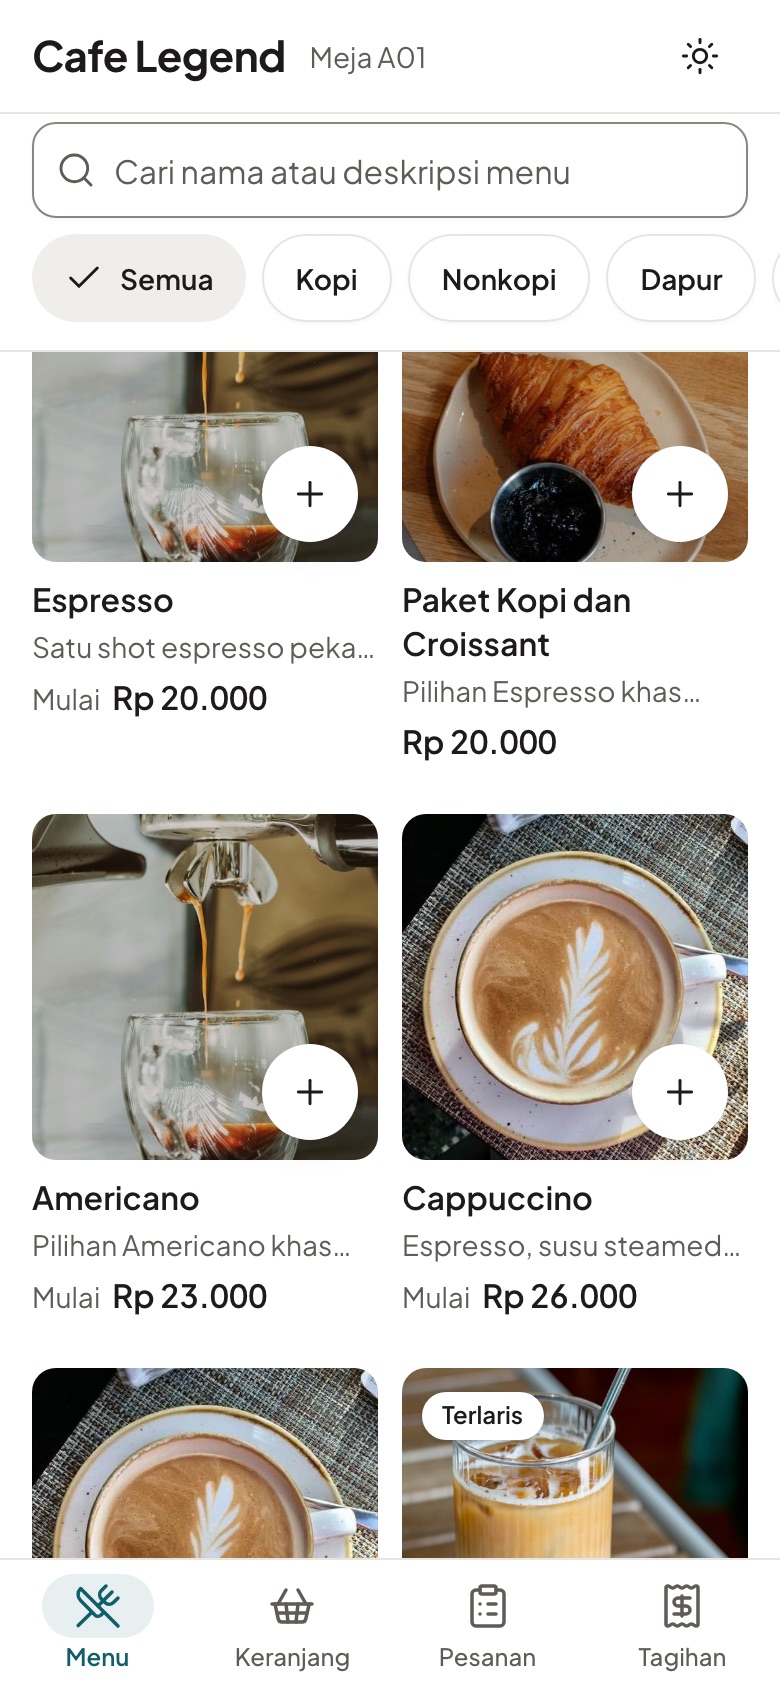 Cafe Legend Meja A01
Cari nama atau deskripsi menu
Semua Kopi Nonkopi Dapur
Espresso
Satu shot espresso peka...
Mulai Rp 20.000
Paket Kopi dan
Croissant
Pilihan Espresso khas...
Rp 20.000
Americano
Pilihan Americano khas...
Mulai Rp 23.000
Cappuccino
Espresso, susu steamed...
Mulai Rp 26.000
Terlaris
Menu Keranjang Pesanan Tagihan